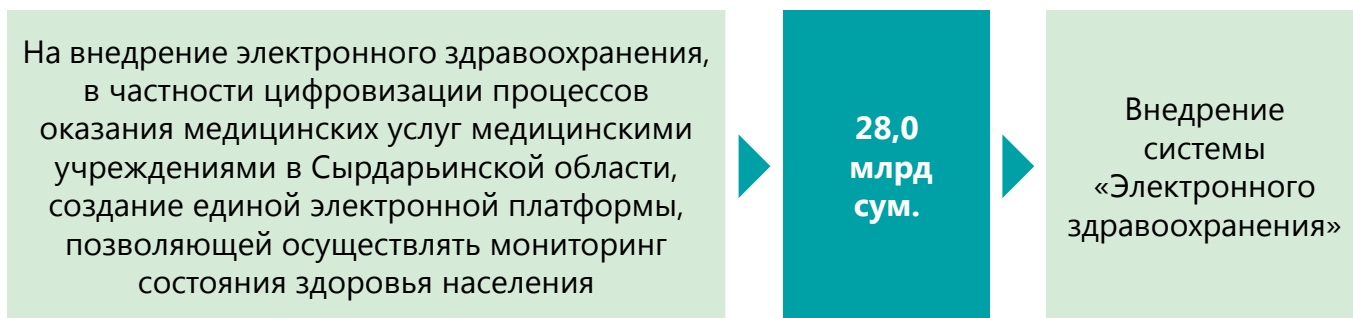 На внедрение электронного здравоохранения,
в частности цифровизации процессов
оказания медицинских услуг медицинскими
учреждениями в Сырдарьинской области,
создание единой электронной платформы,
позволяющей осуществлять мониторинг
состояния здоровья населения
28,0
млрд
сум.
Внедрение
системы
«Электронного
здравоохранения»